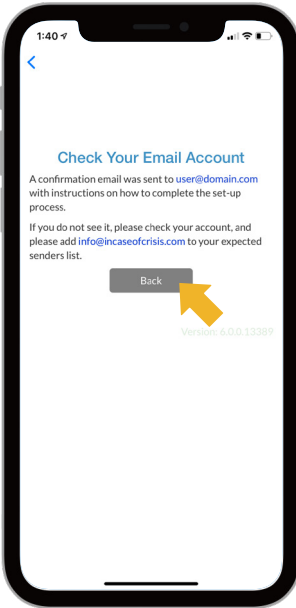 1:40
Check Your Email Account
A confirmation email was sent to user@domain.com
with instructions on how to complete the set-up
process.
If you do not see it, please check your account, and
please add info@incaseofcrisis.com to your expected
senders list.
Back
Version: 6.0.0.13389